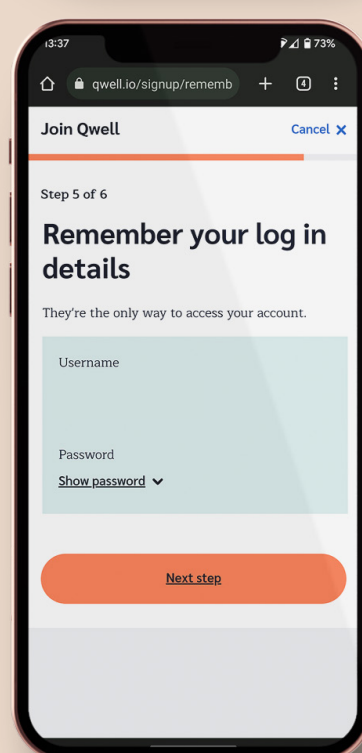 13:37
73%
qwell.io/signup/rememb
4
Join Qwell
Cancel
Step 5 of 6
Remember your log in
details
They're the only way to access your account.
Username
Password
Show password
Next step